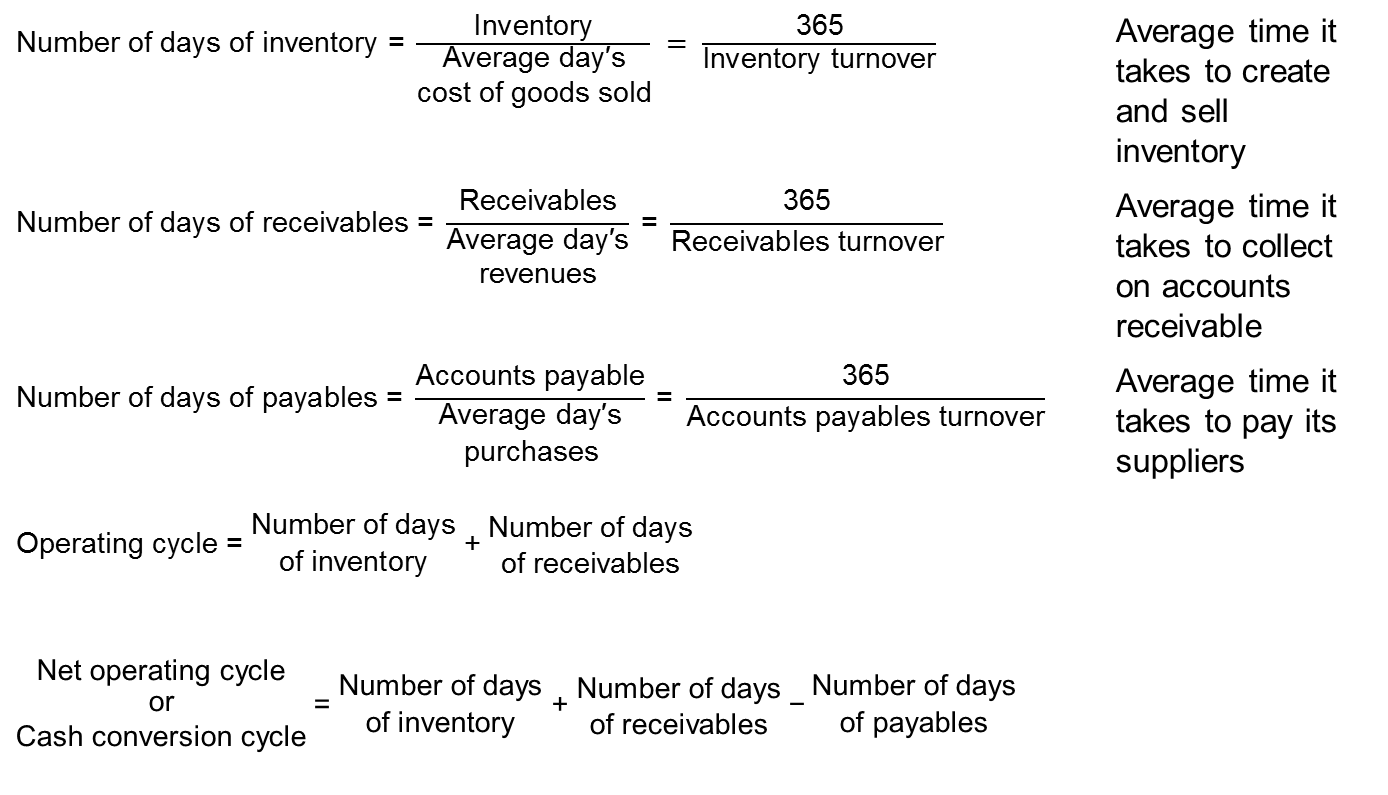 Number of days of inventory = Inventory / Average day′s cost of goods sold = 365 / Inventory turnover
Average time it
takes to create
and sell
inventory
Number of days of receivables = Receivables / Average day′s revenues = 365 / Receivables turnover
Average time it
takes to collect
on accounts
receivable
Number of days of payables = Accounts payable / Average day′s purchases = 365 / Accounts payables turnover
Average time it
takes to pay its
suppliers
Operating cycle = Number of days of inventory + Number of days of receivables
Net operating cycle
or
Cash conversion cycle
= Number of days of inventory + Number of days of receivables − Number of days of payables